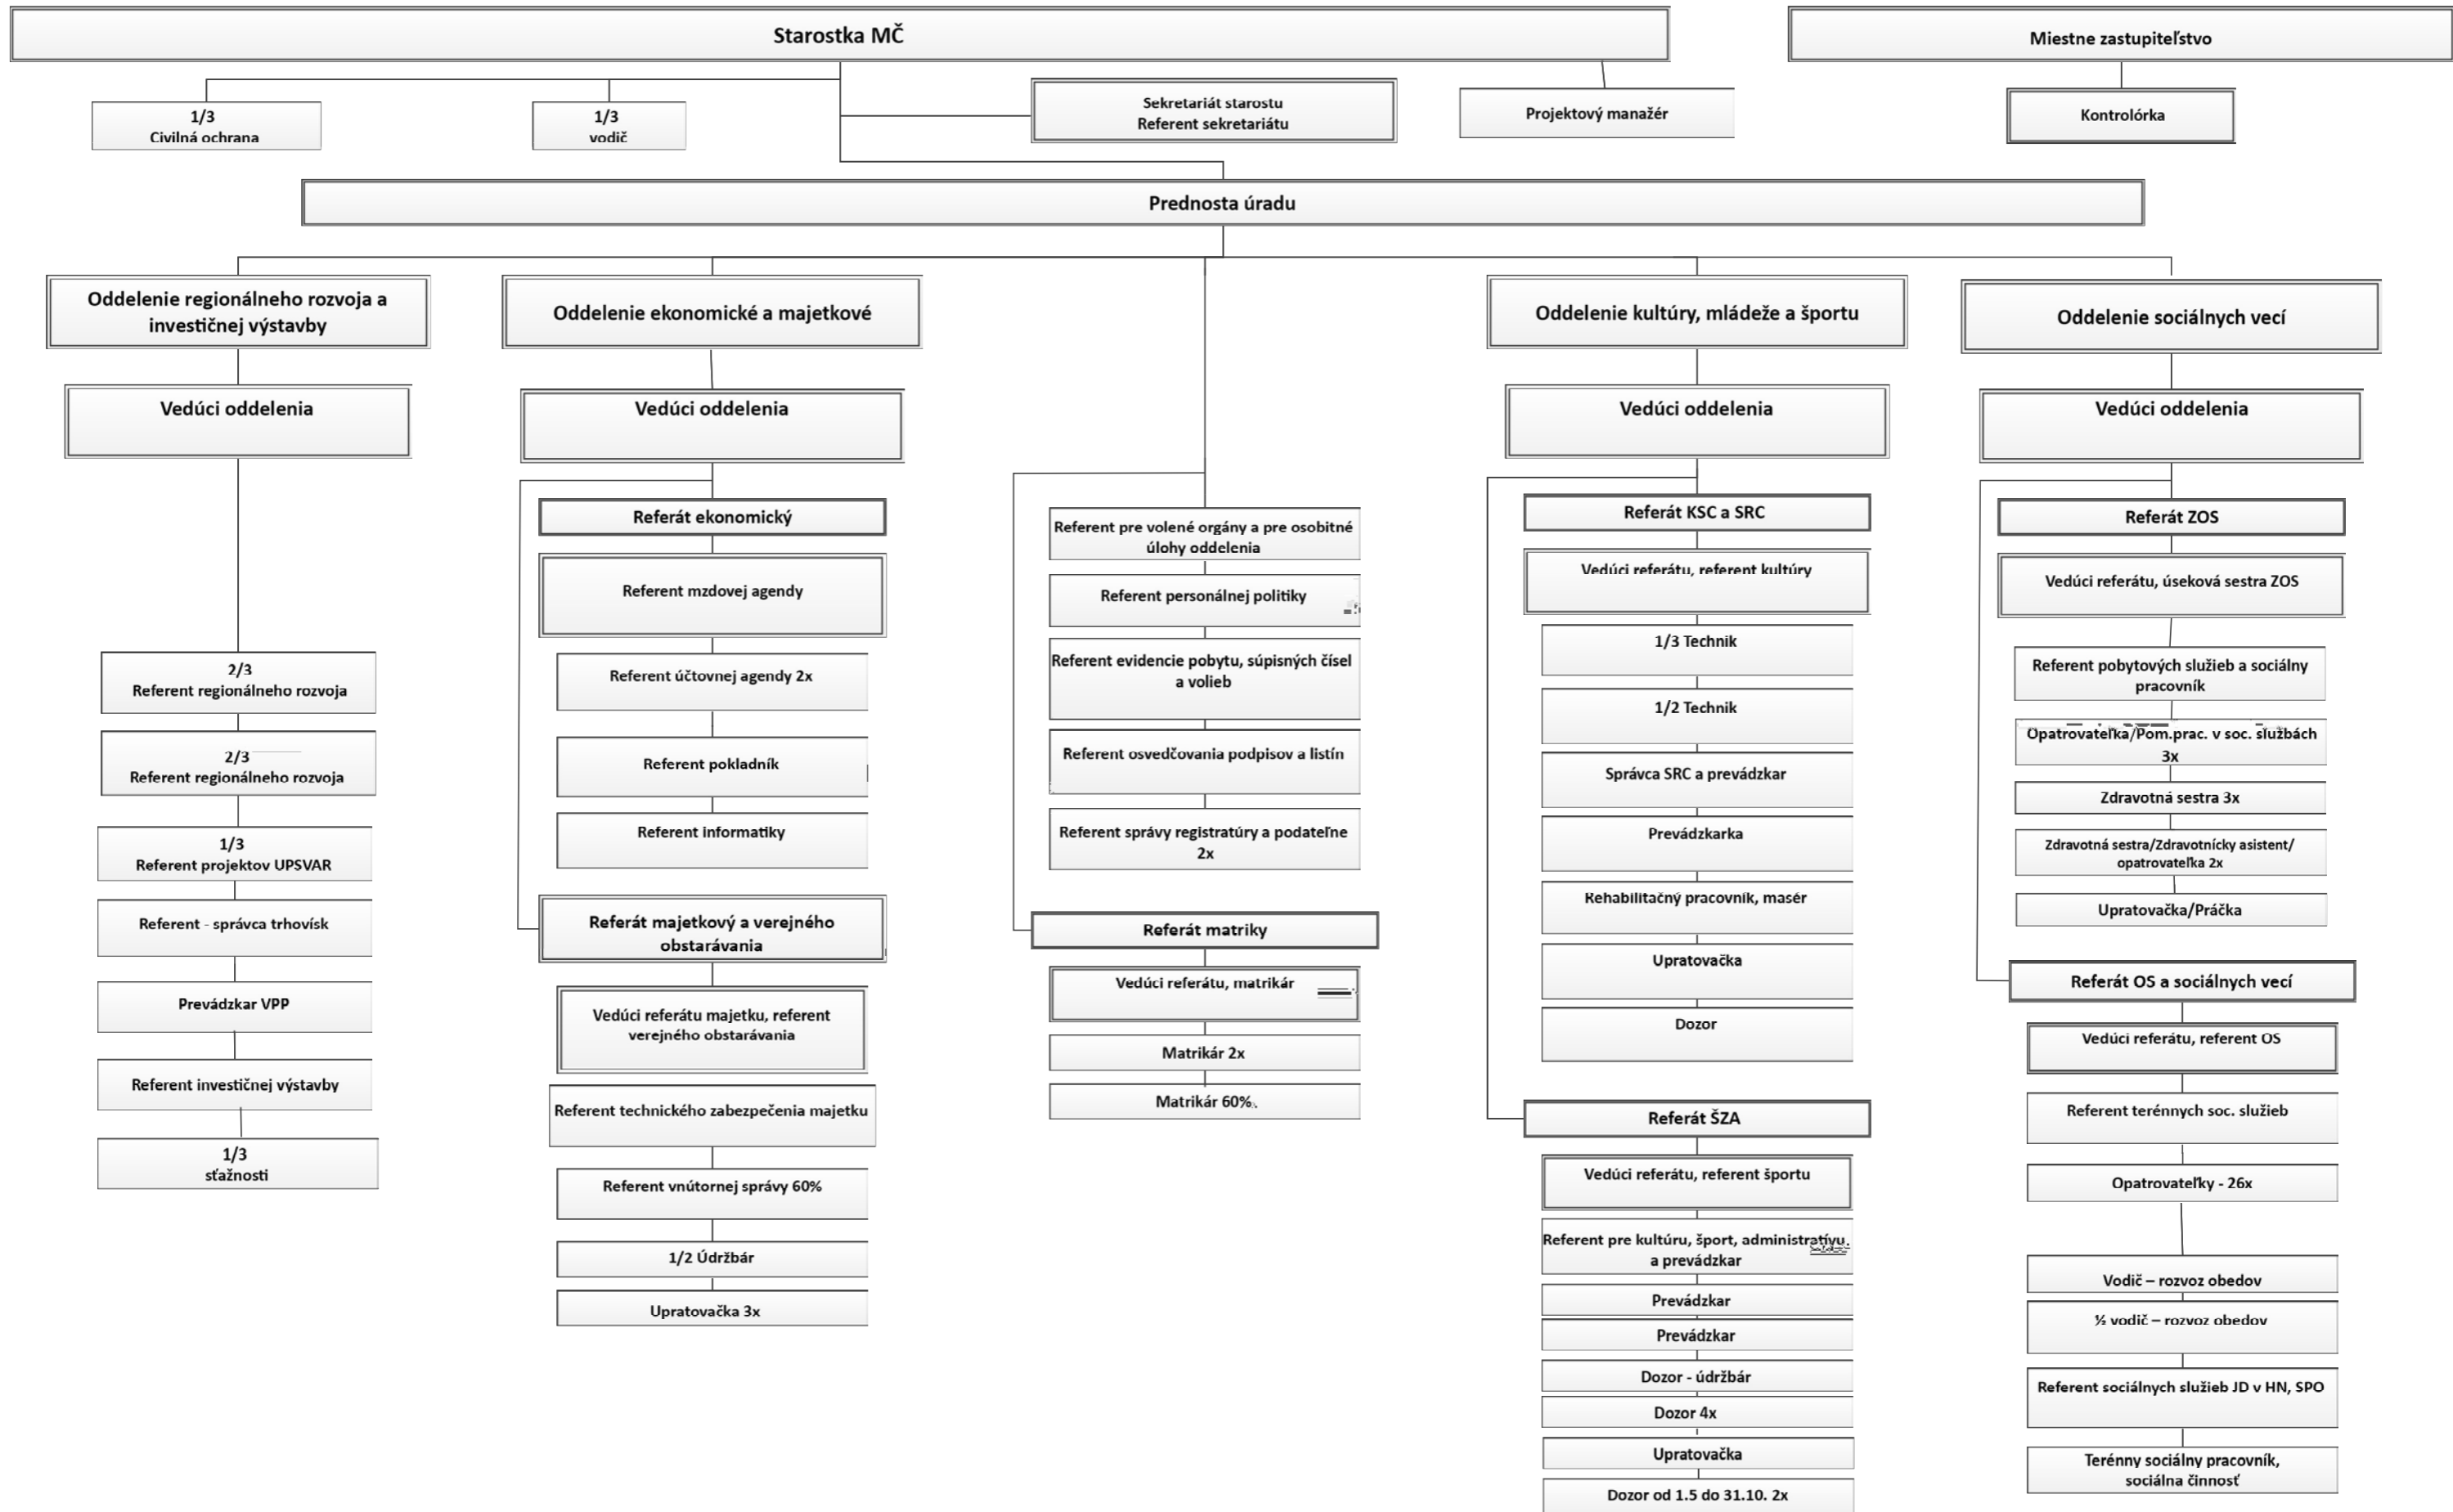 Starostka MČ
Miestne zastupiteľstvo
1/3
Civilná ochrana
1/3
vodič
Sekretariát starostu
Referent sekretariátu
Projektový manažér
Kontrolórka
Prednosta úradu
Oddelenie regionálneho rozvoja a
investičnej výstavby
Vedúci oddelenia
2/3
Referent regionálneho rozvoja
2/3
Referent regionálneho rozvoja
1/3
Referent projektov UPSVAR
Referent - správca trhovísk
Prevádzkar VPP
Referent investičnej výstavby
1/3
sťažnosti
Oddelenie ekonomické a majetkové
Vedúci oddelenia
Referát ekonomický
Referent mzdovej agendy
Referent účtovnej agendy 2x
Referent pokladník
Referent informatiky
Referát majetkový a verejného
obstarávania
Vedúci referátu majetku, referent
verejného obstarávania
Referent technického zabezpečenia majetku
Referent vnútornej správy 60%
1/2 Údržbár
Upratovačka 3x
Referent pre volené orgány a pre osobitné
úlohy oddelenia
Referent personálnej politiky
Referent evidencie pobytu, súpisných čísel
a volieb
Referent osvedčovania podpisov a listín
Referent správy registratúry a podateľne
2x
Referát matriky
Vedúci referátu, matrikár
Matrikár 2x
Matrikár 60%
Oddelenie kultúry, mládeže a športu
Vedúci oddelenia
Referát KSC a SRC
Vedúci referátu, referent kultúry
1/3 Technik
1/2 Technik
Správca SRC a prevádzkar
Prevádzkarka
Rehabilitačný pracovník, masér
Upratovačka
Dozor
Referát ŠZA
Vedúci referátu, referent športu
Referent pre kultúru, šport, administratívu
a prevádzkar
Prevádzkar
Prevádzkar
Dozor - údržbár
Dozor 4x
Upratovačka
Dozor od 1.5 do 31.10. 2x
Oddelenie sociálnych vecí
Vedúci oddelenia
Referát ZOS
Vedúci referátu, úseková sestra ZOS
Referent pobytových služieb a sociálny
pracovník
Opatrovateľka/Pom.prac. v soc. službách
3x
Zdravotná sestra 3x
Zdravotná sestra/Zdravotnícky asistent/
opatrovateľka 2x
Upratovačka/Práčka
Referát OS a sociálnych vecí
Vedúci referátu, referent OS
Referent terénnych soc. služieb
Opatrovateľky - 26x
Vodič – rozvoz obedov
½ vodič – rozvoz obedov
Referent sociálnych služieb JD v HN, SPO
Terénny sociálny pracovník,
sociálna činnosť